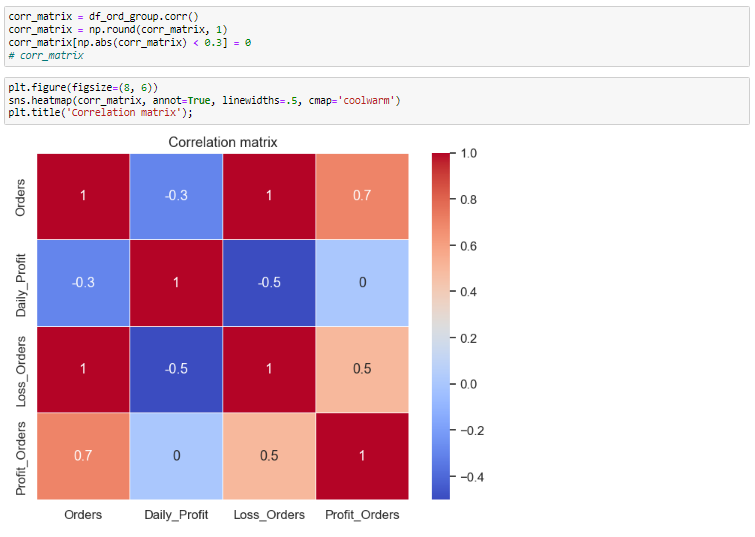 corr_matrix = df_ord_group.corr()
corr_matrix = np.round(corr_matrix, 1)
corr_matrix[np.abs(corr_matrix) < 0.3] = 0
# corr_matrix
plt.figure(figsize=(8, 6))
sns.heatmap(corr_matrix, annot=True, linewidths=.5, cmap='coolwarm')
plt.title('Correlation matrix');
Correlation matrix
Orders
1 -0.3 1 0.7
Daily_Profit
-0.3 1 -0.5 0
Loss_Orders
1 -0.5 1 0.5
Profit_Orders
0.7 0 0.5 1
Orders Daily_Profit Loss_Orders Profit_Orders
1.0
0.8
0.6
0.4
0.2
0.0
−0.2
−0.4